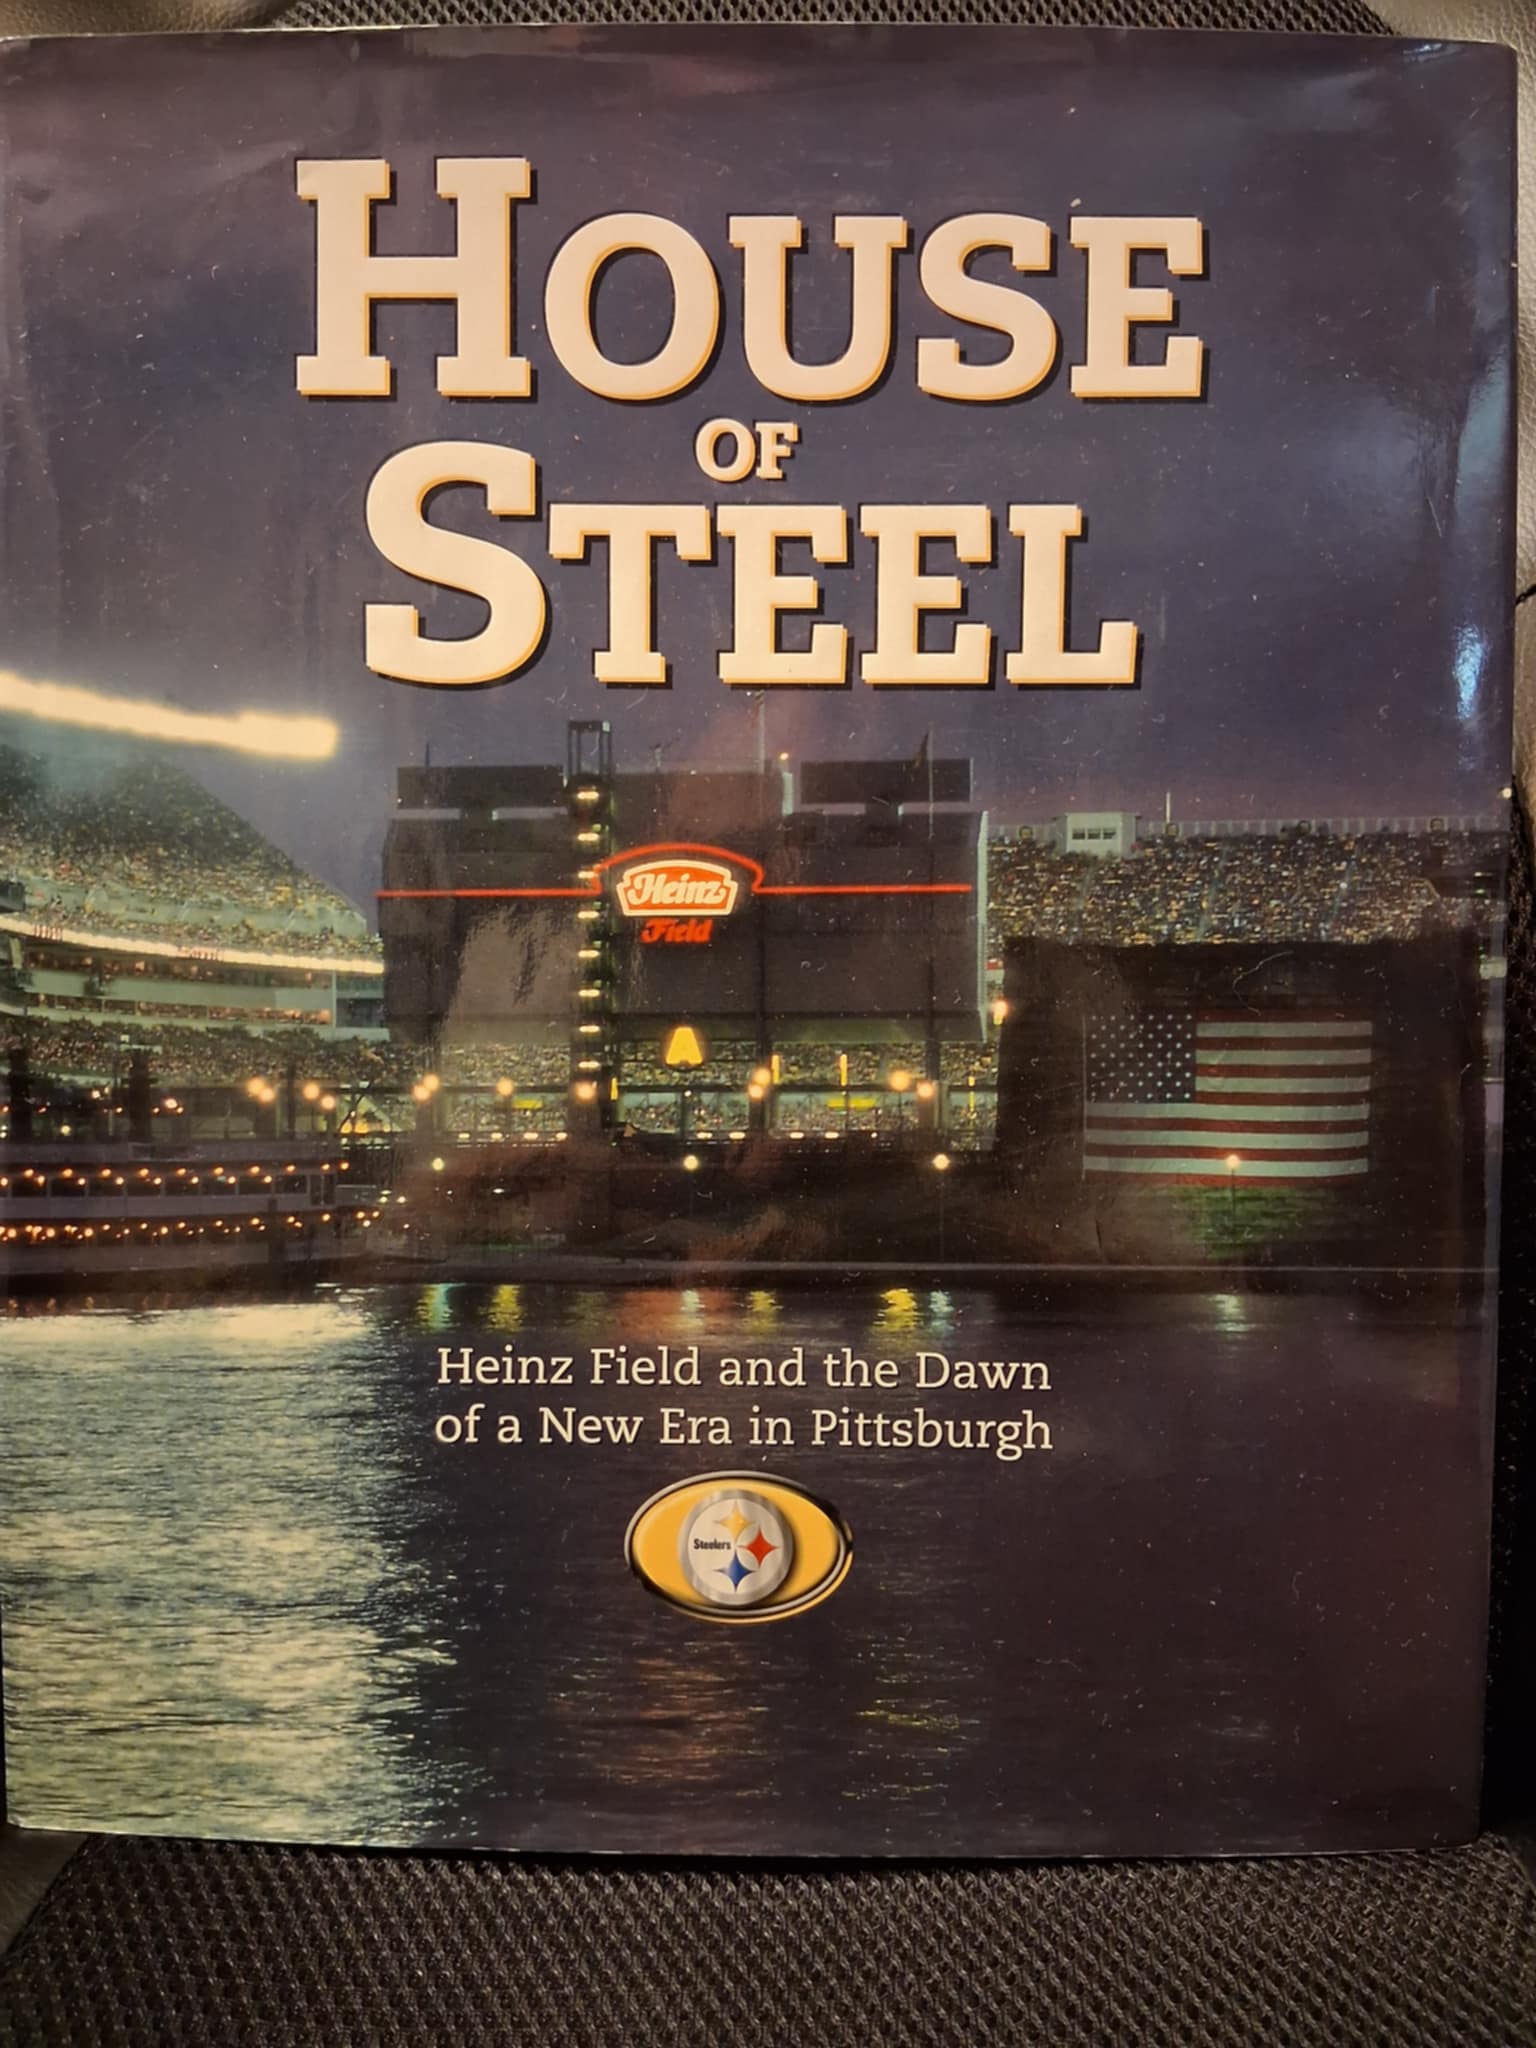 HOUSE
OF
STEEL
Heinz
Field
Heinz Field and the Dawn
of a New Era in Pittsburgh
Steelers